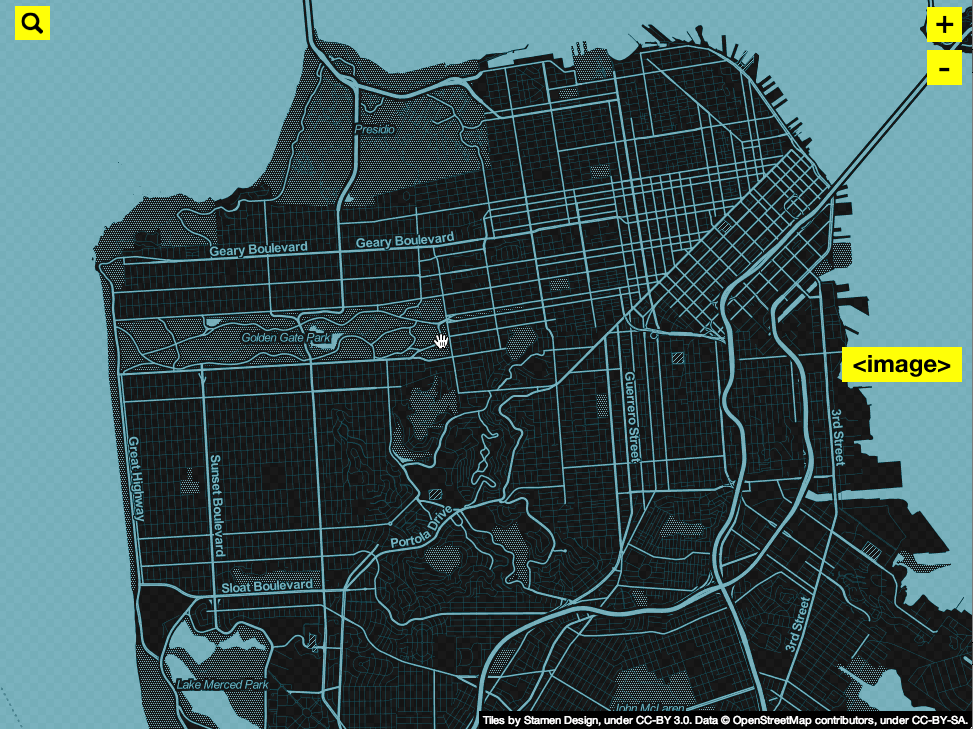 +
-
Presidio
Geary Boulevard
Geary Boulevard
Golden Gate Park
<image>
Guerrero Street
3rd Street
Great Highway
Sunset Boulevard
Portola Drive
Sloat Boulevard
3rd Street
Lake Merced Park
John McLaren
Tiles by Stamen Design, under CC-BY 3.0. Data © OpenStreetMap contributors, under CC-BY-SA.